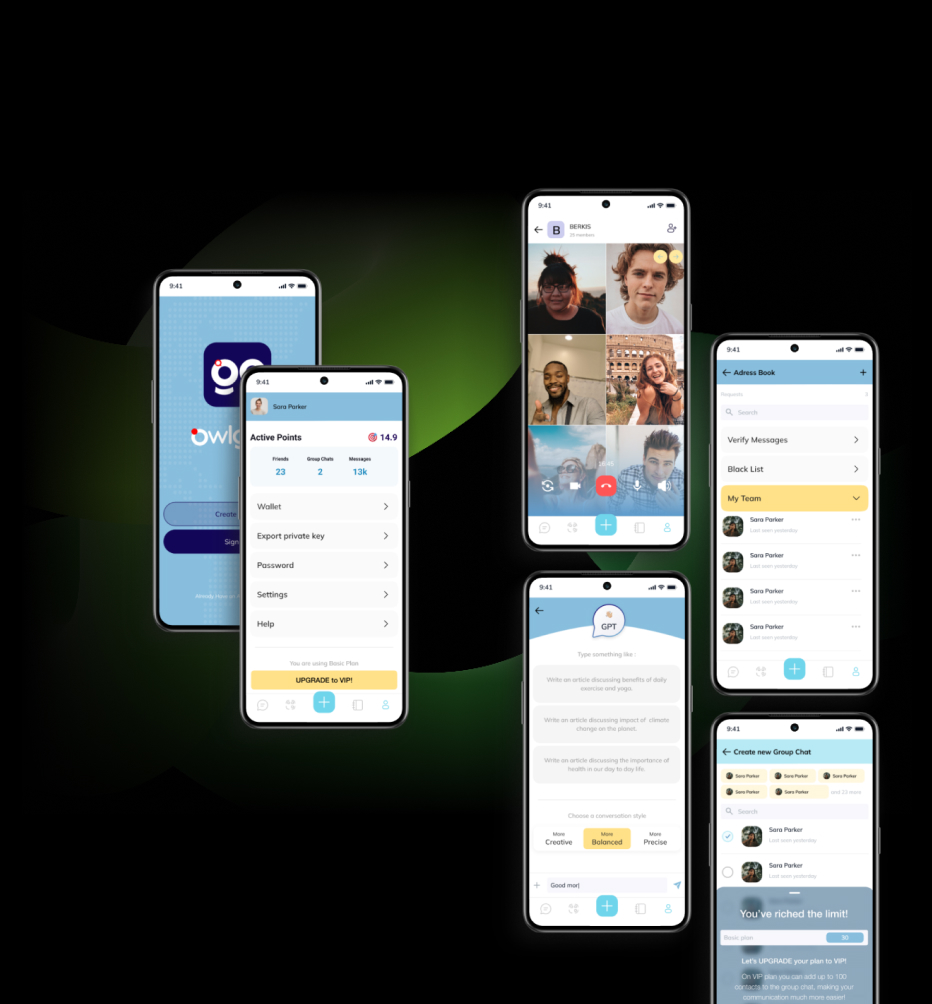 9:41
owlg
Create
Sign
9:41
Sara Parker
Active Points
14.9
Friends
Group Chats
Messages
23
2
13k
Wallet
Export private key
Password
Settings
Help
You are using Basic Plan
UPGRADE to VIP!
9:41
B
BERKIS
9:41
GPT
Type something like :
Write an article discussing benefits of daily
exercise and yoga.
Write an article discussing impact of climate
change on the planet.
Write an article discussing the importance of
health in our day to day life.
Choose a conversation style
More
Creative
More
Balanced
More
Precise
Good mor|
9:41
Adress Book
Requests
Search
Verify Messages
Black List
My Team
Sara Parker
Last seen yesterday
Sara Parker
Last seen yesterday
Sara Parker
Last seen yesterday
Sara Parker
Last seen yesterday
9:41
Create new Group Chat
Sara Parker
Sara Parker
Sara Parker
Sara Parker
Sara Parker
and 22 more
Search
Sara Parker
Last seen yesterday
Sara Parker
Last seen yesterday
You've riched the limit!
Basic plan
50
Let's UPGRADE your plan to VIP!
On VIP plan you can add up to 100
contacts to the group chat, making your
communication much more easier!